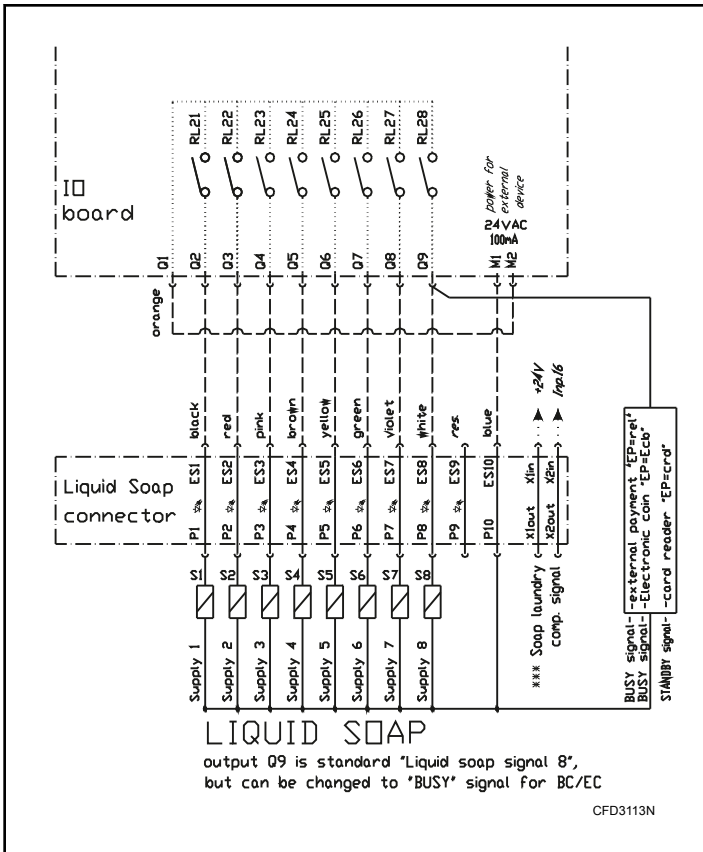 RL21 RL22 RL23 RL24 RL25 RL26 RL27 RL28
IO
board
power for
external
device
24VAC
100mA
Q1 Q2 Q3 Q4 Q5 Q6 Q7 Q8 Q9 M1 M2
orange
black red pink brown yellow green violet white res. blue
+24V
Inp.16
ES1 ES2 ES3 ES4 ES5 ES6 ES7 ES8 ES9 ES10 X1in X2in
Liquid Soap
connector
P1 P2 P3 P4 P5 P6 P7 P8 P9 P10 X1out X2out
S1 S2 S3 S4 S5 S6 S7 S8
Supply 1
Supply 2
Supply 3
Supply 4
Supply 5
Supply 6
Supply 7
Supply 8
*** Soap laundry
comp. signal
BUSY signal- -external payment "EP=rel"
BUSY signal- -Electronic coin "EP=Ecb"
STANDBY signal- -card reader "EP=crd"
LIQUID SOAP
output Q9 is standard "Liquid soap signal 8",
but can be changed to "BUSY" signal for BC/EC
CFD3113N